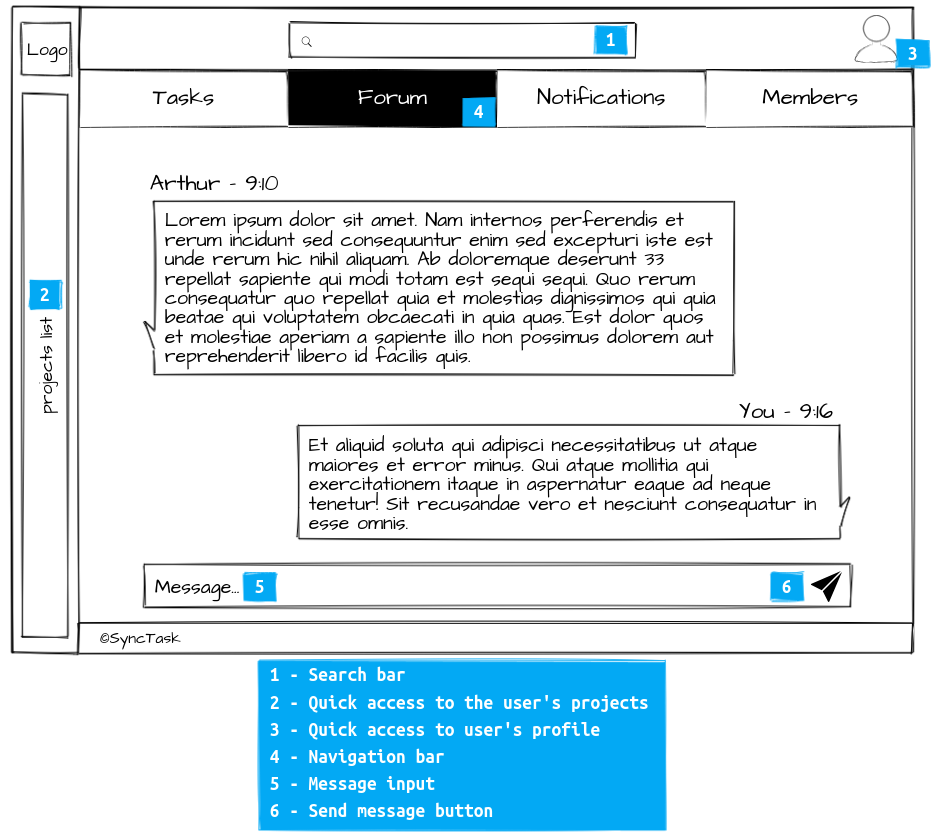 Logo
1
3
Tasks
Forum
4
Notifications
Members
2
projects list
Arthur - 9:10
Lorem ipsum dolor sit amet. Nam internos perferendis et
rerum incidunt sed consequuntur enim sed excepturi iste est
unde rerum hic nihil aliquam. Ab doloremque deserunt 33
repellat sapiente qui modi totam est sequi sequi. Quo rerum
consequatur quo repellat quia et molestias dignissimos qui quia
beatae qui voluptatem obcaecati in quia quas. Est dolor quos
et molestiae aperiam a sapiente illo non possimus dolorem aut
reprehenderit libero id facilis quis.
You - 9:16
Et aliquid soluta qui adipisci necessitatibus ut atque
maiores et error minus. Qui atque mollitia qui
exercitationem itaque in aspernatur eaque ad neque
tenetur! Sit recusandae vero et nesciunt consequatur in
esse omnis.
Message... 5
6
©SyncTask
1 - Search bar
2 - Quick access to the user's projects
3 - Quick access to user's profile
4 - Navigation bar
5 - Message input
6 - Send message button